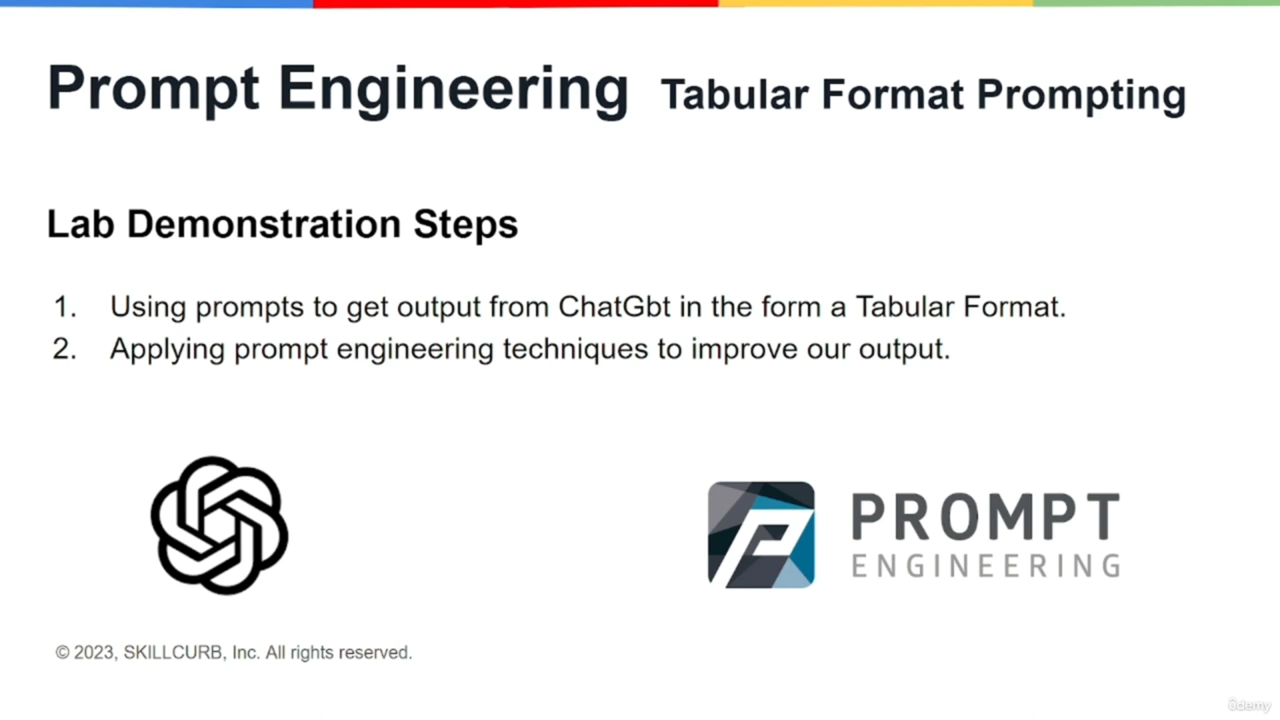 Prompt Engineering Tabular Format Prompting
Lab Demonstration Steps
1. Using prompts to get output from ChatGbt in the form a Tabular Format.
2. Applying prompt engineering techniques to improve our output.
PROMPT
ENGINEERING
© 2023, SKILLCURB, Inc. All rights reserved.
ûdemy